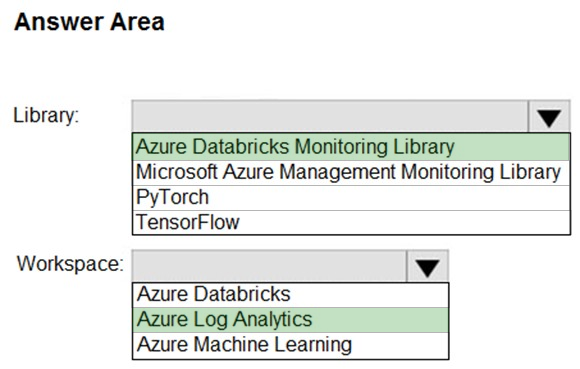 Answer Area
Library:
Azure Databricks Monitoring Library
Microsoft Azure Management Monitoring Library
PyTorch
TensorFlow
Workspace:
Azure Databricks
Azure Log Analytics
Azure Machine Learning